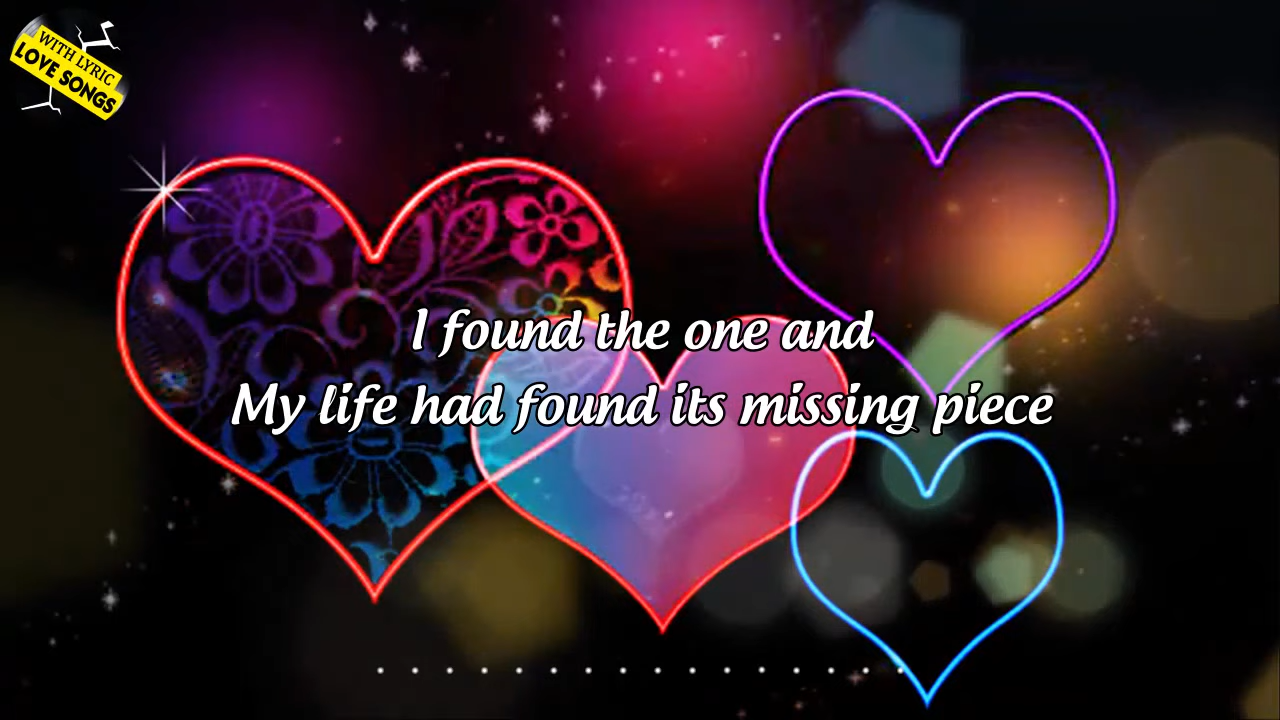 WITH LYRIC
LOVE SONGS
I found the one and
My life had found its missing piece